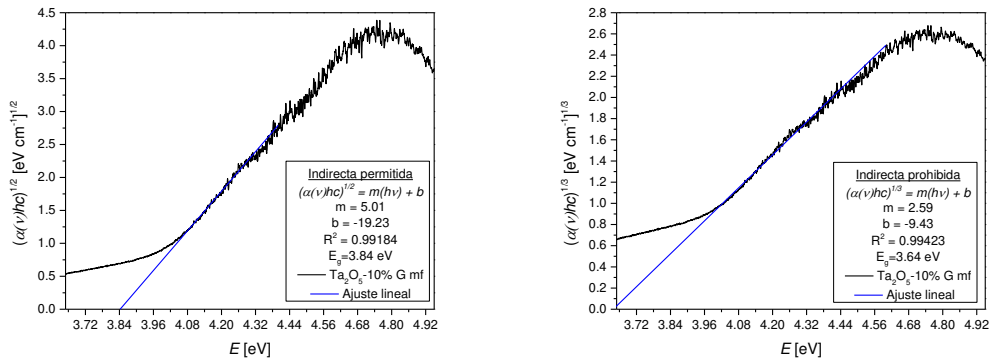 4.5
4.0
3.5
3.0
2.5
2.0
1.5
1.0
0.5
0.0
(α(ν)hc)^{1/2} [eV cm^{-1}]^{1/2}
3.72 3.84 3.96 4.08 4.20 4.32 4.44 4.56 4.68 4.80 4.92
E [eV]
Indirecta permitida
(α(ν)hc)^{1/2} = m(hν) + b
m = 5.01
b = -19.23
R² = 0.99184
E_g=3.84 eV
Ta₂O₅-10% G mf
Ajuste lineal
2.8
2.6
2.4
2.2
2.0
1.8
1.6
1.4
1.2
1.0
0.8
0.6
0.4
0.2
0.0
(α(ν)hc)^{1/3} [eV cm^{-1}]^{1/3}
3.72 3.84 3.96 4.08 4.20 4.32 4.44 4.56 4.68 4.80 4.92
E [eV]
Indirecta prohibida
(α(ν)hc)^{1/3} = m(hν) + b
m = 2.59
b = -9.43
R² = 0.99423
E_g=3.64 eV
Ta₂O₅-10% G mf
Ajuste lineal